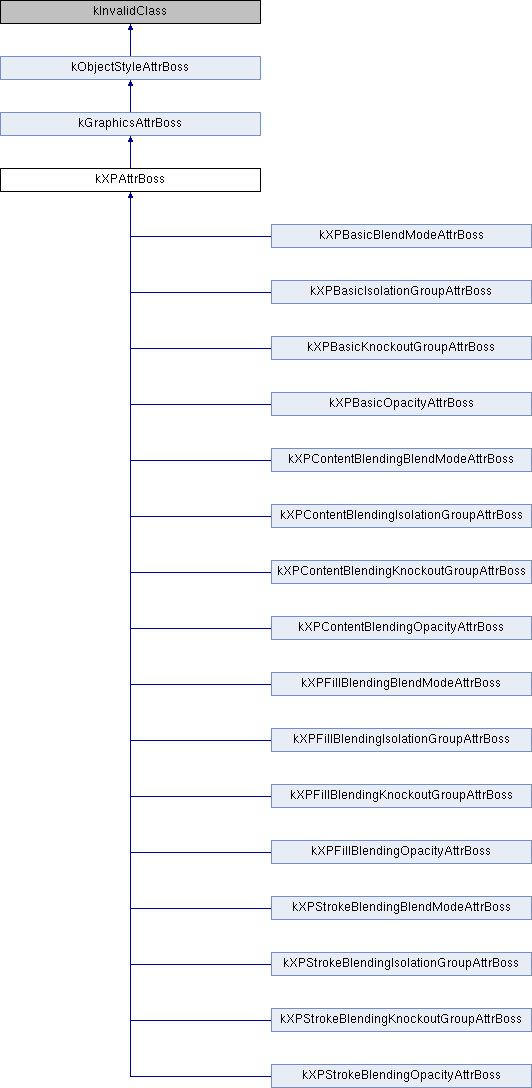 kInvalidClass
kObjectStyleAttrBoss
kGraphicsAttrBoss
kXPAttrBoss
kXPBasicBlendModeAttrBoss
kXPBasicIsolationGroupAttrBoss
kXPBasicKnockoutGroupAttrBoss
kXPBasicOpacityAttrBoss
kXPContentBlendingBlendModeAttrBoss
kXPContentBlendingIsolationGroupAttrBoss
kXPContentBlendingKnockoutGroupAttrBoss
kXPContentBlendingOpacityAttrBoss
kXPFillBlendingBlendModeAttrBoss
kXPFillBlendingIsolationGroupAttrBoss
kXPFillBlendingKnockoutGroupAttrBoss
kXPFillBlendingOpacityAttrBoss
kXPStrokeBlendingBlendModeAttrBoss
kXPStrokeBlendingIsolationGroupAttrBoss
kXPStrokeBlendingKnockoutGroupAttrBoss
kXPStrokeBlendingOpacityAttrBoss